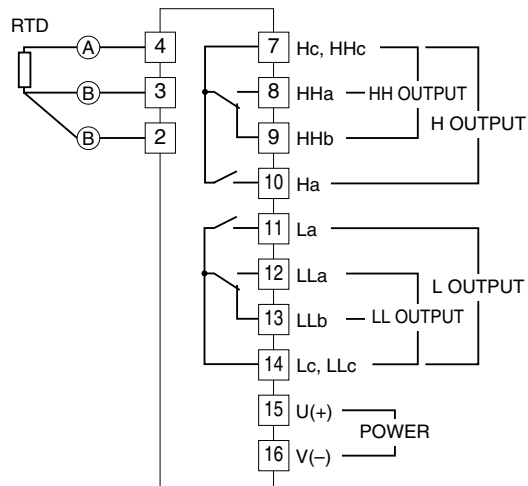 RTD
A 4
B 3
B 2
7 Hc, HHc
8 HHa HH OUTPUT
9 HHb
H OUTPUT
10 Ha
11 La
12 LLa
L OUTPUT
13 LLb LL OUTPUT
14 Lc, LLc
15 U(+)
POWER
16 V(–)